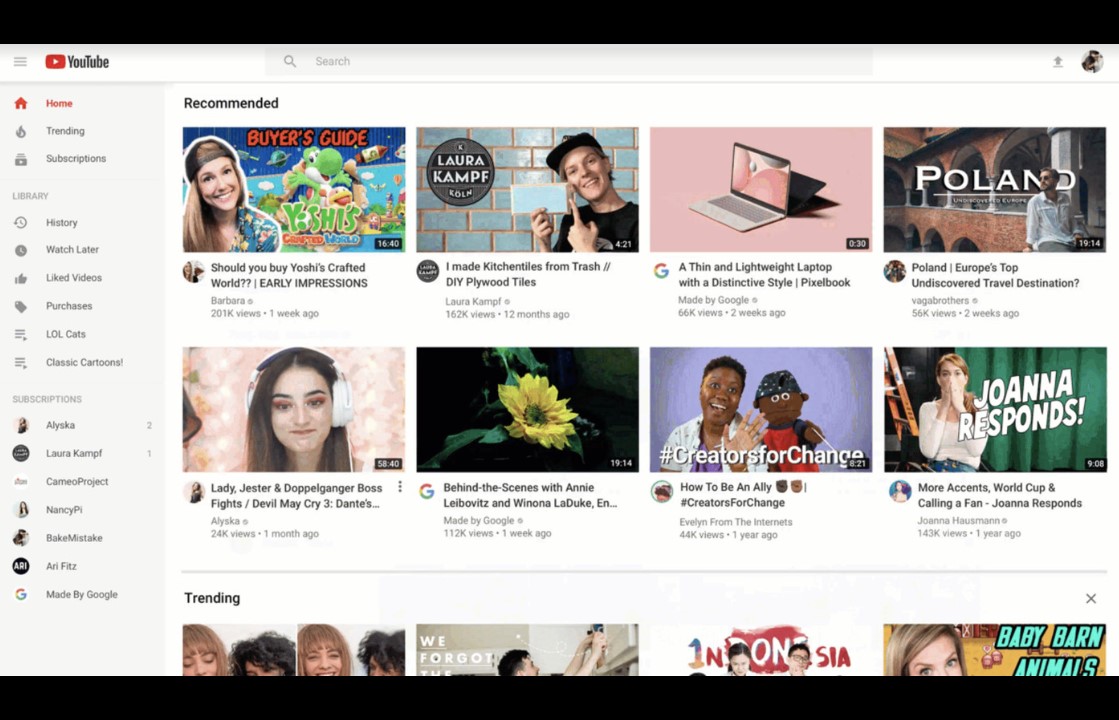 YouTube
Search
Home
Trending
Subscriptions
LIBRARY
History
Watch Later
Liked Videos
Purchases
LOL Cats
Classic Cartoons!
SUBSCRIPTIONS
Alyska 2
Laura Kampf 1
CameoProject
NancyPi
BakeMistake
ARI Ari Fitz
Made By Google
Recommended
BUYER'S GUIDE
YOSHI'S
CRAFTED WORLD
16:40
Should you buy Yoshi's Crafted
World?? | EARLY IMPRESSIONS
Barbara
201K views • 1 week ago
K
LAURA
KAMPF
KÖLN
4:21
I made Kitchentiles from Trash //
DIY Plywood Tiles
Laura Kampf
162K views • 12 months ago
0:30
A Thin and Lightweight Laptop
with a Distinctive Style | Pixelbook
Made by Google
66K views • 2 weeks ago
POLAND
UNDISCOVERED EUROPE
19:14
Poland | Europe's Top
Undiscovered Travel Destination?
vagabrothers
56K views • 2 weeks ago
58:40
Lady, Jester & Doppelganger Boss
Fights / Devil May Cry 3: Dante's...
Alyska
24K views • 1 month ago
19:14
Behind-the-Scenes with Annie
Leibovitz and Winona LaDuke, En...
Made by Google
112K views • 1 week ago
#CreatorsforChange
8:21
How To Be An Ally ✊🏿✊🏾 |
#CreatorsForChange
Evelyn From The Internets
44K views • 1 year ago
JOANNA
RESPONDS!
9:08
More Accents, World Cup &
Calling a Fan - Joanna Responds
Joanna Hausmann
143K views • 1 year ago
Trending
WE
FORGOT
THE
1NDONESIA
BABY BARN
ANIMALS